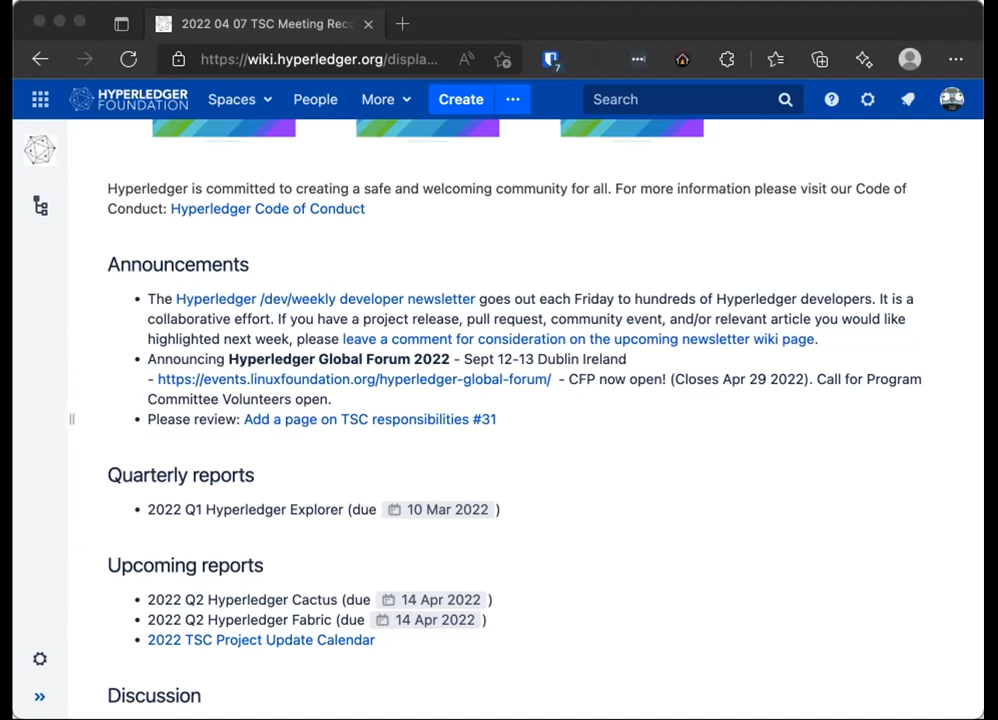 2022 04 07 TSC Meeting Rec
https://wiki.hyperledger.org/displa...
7
HYPERLEDGER
FOUNDATION
Spaces
People
More
Create
Search
Hyperledger is committed to creating a safe and welcoming community for all. For more information please visit our Code of
Conduct: Hyperledger Code of Conduct
Announcements
• The Hyperledger /dev/weekly developer newsletter goes out each Friday to hundreds of Hyperledger developers. It is a
collaborative effort. If you have a project release, pull request, community event, and/or relevant article you would like
highlighted next week, please leave a comment for consideration on the upcoming newsletter wiki page.
• Announcing Hyperledger Global Forum 2022 - Sept 12-13 Dublin Ireland
- https://events.linuxfoundation.org/hyperledger-global-forum/ - CFP now open! (Closes Apr 29 2022). Call for Program
Committee Volunteers open.
• Please review: Add a page on TSC responsibilities #31
Quarterly reports
• 2022 Q1 Hyperledger Explorer (due 10 Mar 2022 )
Upcoming reports
• 2022 Q2 Hyperledger Cactus (due 14 Apr 2022 )
• 2022 Q2 Hyperledger Fabric (due 14 Apr 2022 )
• 2022 TSC Project Update Calendar
Discussion